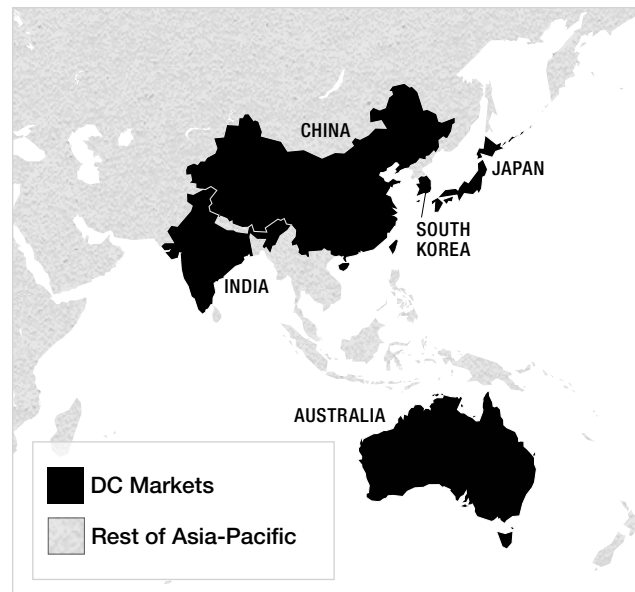 CHINA
JAPAN
SOUTH
KOREA
INDIA
AUSTRALIA
DC Markets
Rest of Asia-Pacific